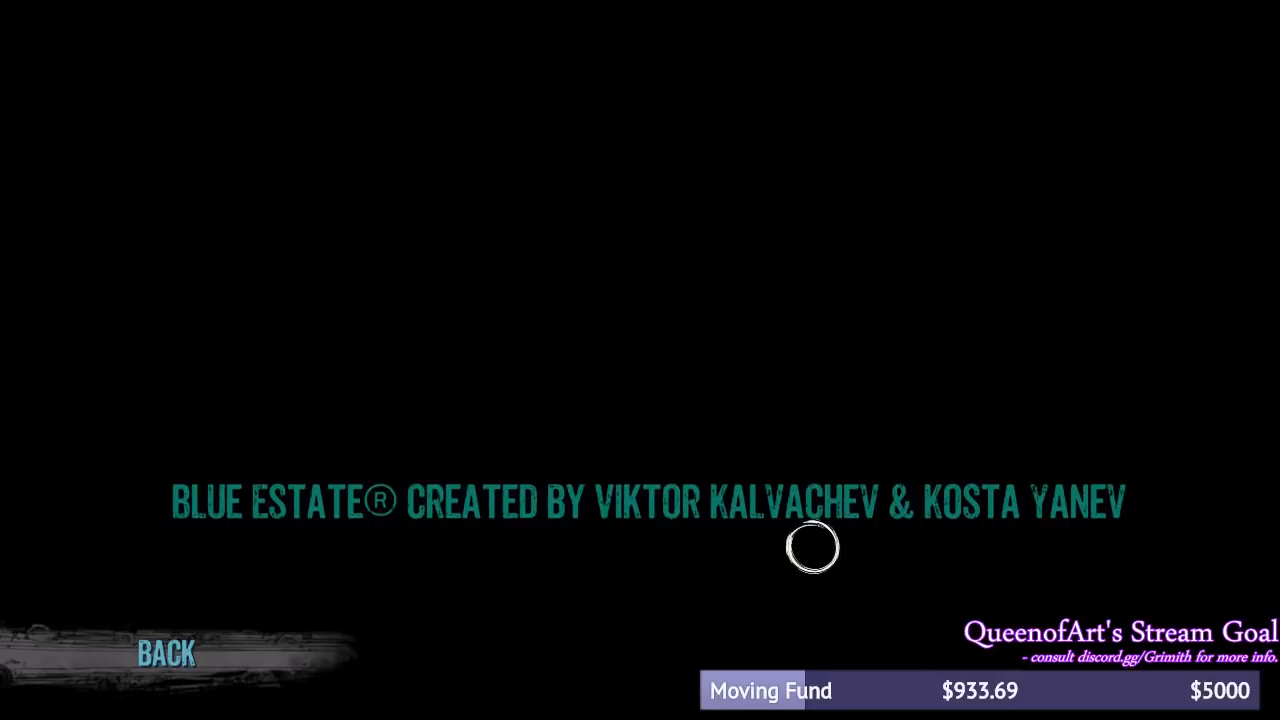 BLUE ESTATE® CREATED BY VIKTOR KALVACHEV & KOSTA YANEV
BACK
QueenofArt's Stream Goal
- consult discord.gg/Grimith for more info.
Moving Fund $933.69 $5000